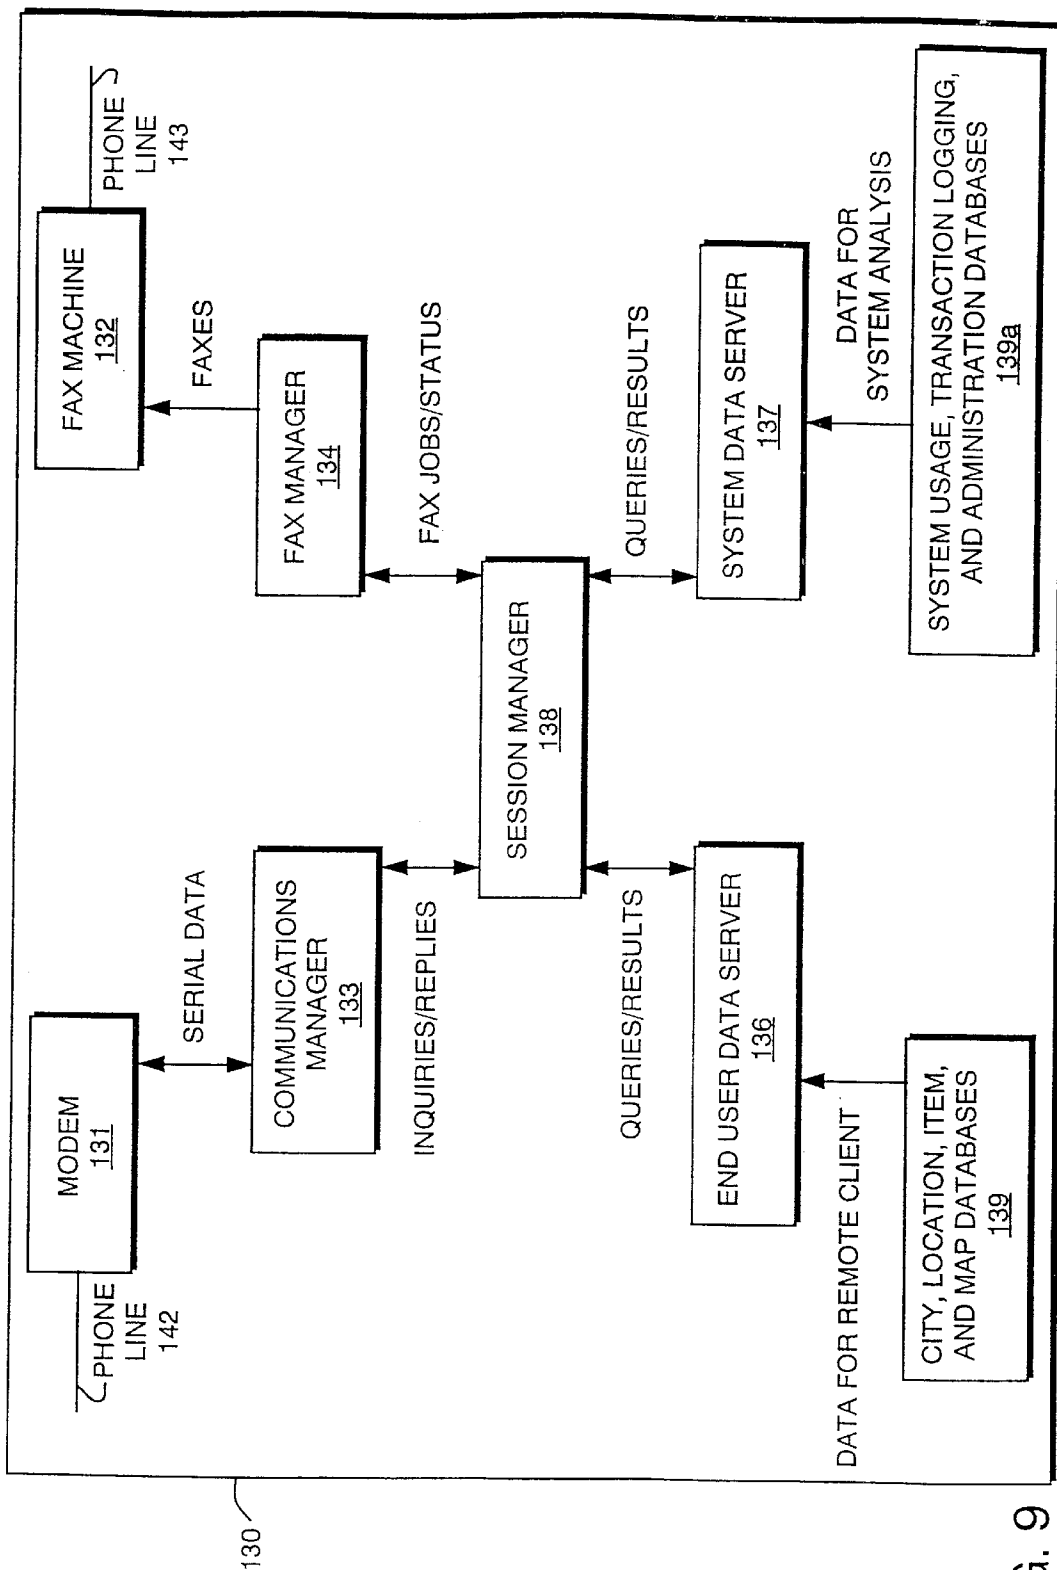 PHONE
LINE
142
MODEM
131
SERIAL DATA
COMMUNICATIONS
MANAGER
133
INQUIRIES/REPLIES
FAX MACHINE
132
PHONE
LINE
143
FAXES
FAX MANAGER
134
FAX JOBS/STATUS
SESSION MANAGER
138
QUERIES/RESULTS
END USER DATA SERVER
136
DATA FOR REMOTE CLIENT
CITY, LOCATION, ITEM,
AND MAP DATABASES
139
QUERIES/RESULTS
SYSTEM DATA SERVER
137
DATA FOR
SYSTEM ANALYSIS
SYSTEM USAGE, TRANSACTION LOGGING,
AND ADMINISTRATION DATABASES
139a
130
9